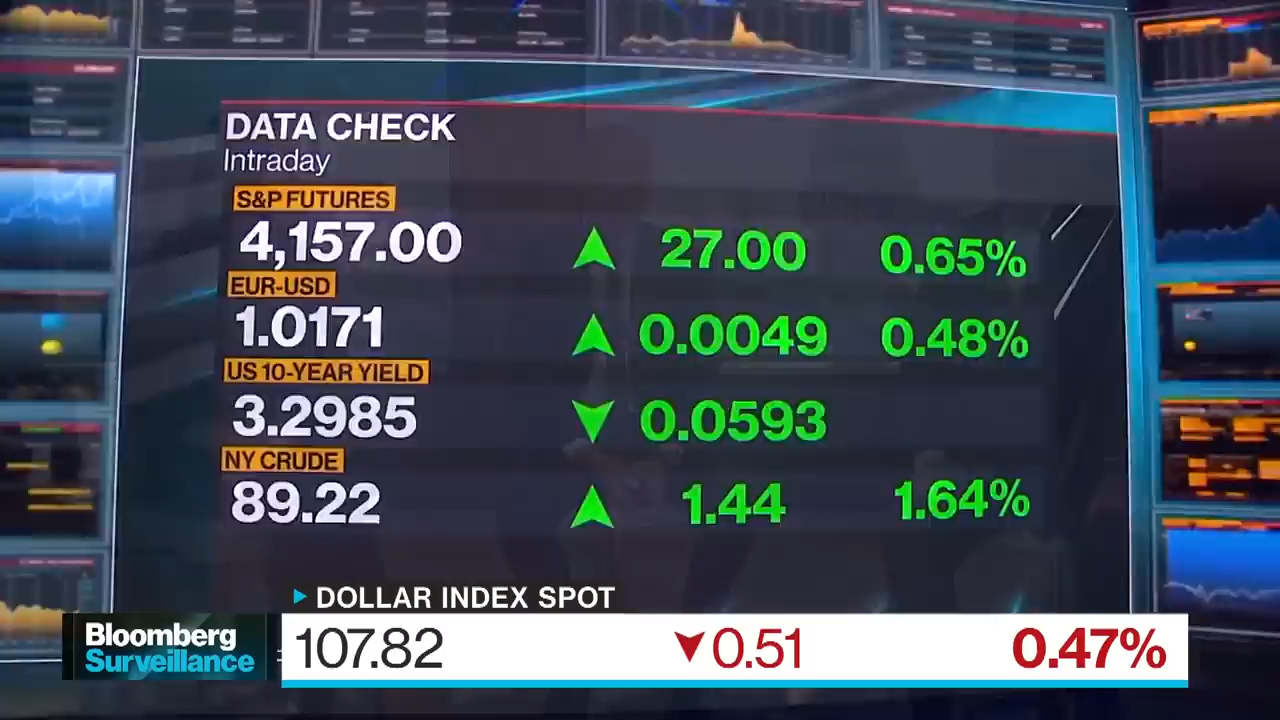 DATA CHECK
Intraday
S&P FUTURES
4,157.00 ▲ 27.00 0.65%
EUR-USD
1.0171 ▲ 0.0049 0.48%
US 10-YEAR YIELD
3.2985 ▼ 0.0593
NY CRUDE
89.22 ▲ 1.44 1.64%
DOLLAR INDEX SPOT
Bloomberg
Surveillance
107.82 ▼ 0.51 0.47%